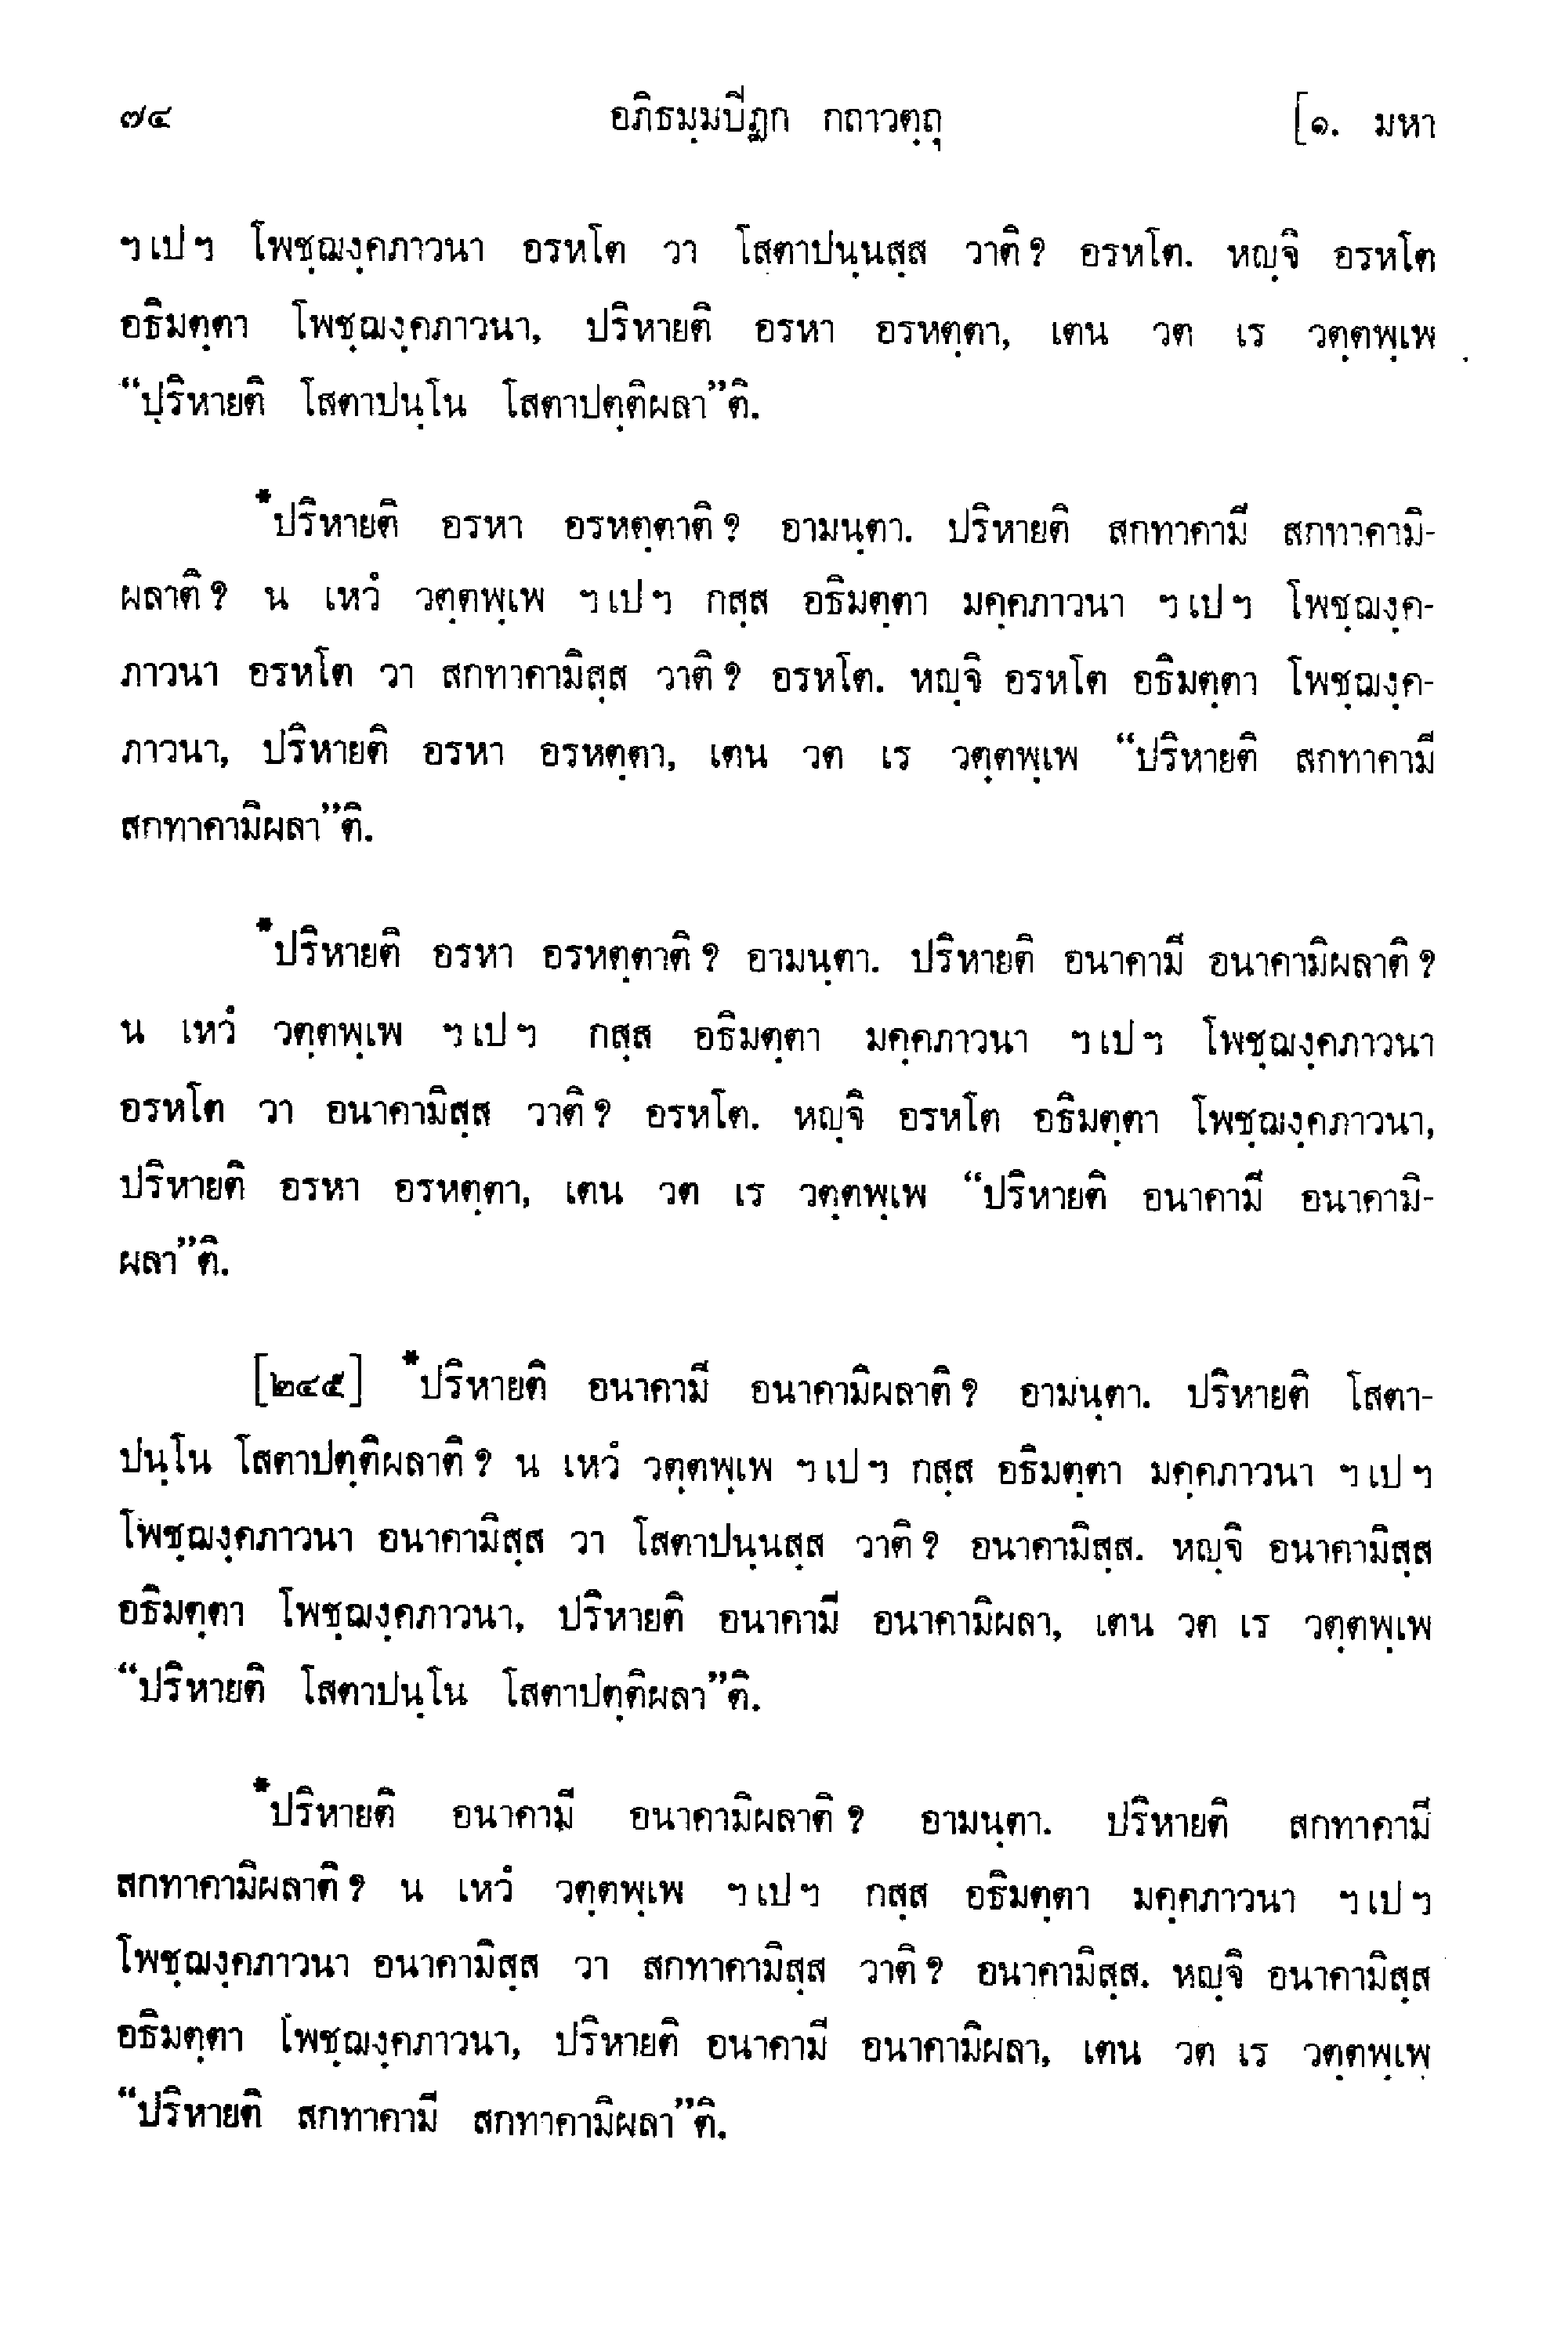 ๗๔ อภิธมฺมปิฏก กถาวตฺถุ [๑. มหา
ฯ เป ฯ โพชฺฌงฺคภาวนา อรหโต วา โสตาปนฺนสฺส วาติ ? อรหโต. หญฺจิ อรหโต
อธิมตฺตา โพชฺฌงฺคภาวนา, ปริหายติ อรหา อรหตฺตา, เตน วต เร วตฺตพฺเพ
“ปริหายติ โสตาปนฺโน โสตาปตฺติผลา”ติ.
*ปริหายติ อรหา อรหตฺตาติ ? อามนฺตา. ปริหายติ สกทาคามี สกทาคามิ-
ผลาติ ? น เหวํ วตฺตพฺเพ ฯ เป ฯ กสฺส อธิมตฺตา มคฺคภาวนา ฯ เป ฯ โพชฺฌงฺค-
ภาวนา อรหโต วา สกทาคามิสฺส วาติ ? อรหโต. หญฺจิ อรหโต อธิมตฺตา โพชฺฌงฺค-
ภาวนา, ปริหายติ อรหา อรหตฺตา, เตน วต เร วตฺตพฺเพ “ปริหายติ สกทาคามี
สกทาคามิผลา”ติ.
*ปริหายติ อรหา อรหตฺตาติ ? อามนฺตา. ปริหายติ อนาคามี อนาคามิผลาติ ?
น เหวํ วตฺตพฺเพ ฯ เป ฯ กสฺส อธิมตฺตา มคฺคภาวนา ฯ เป ฯ โพชฺฌงฺคภาวนา
อรหโต วา อนาคามิสฺส วาติ ? อรหโต. หญฺจิ อรหโต อธิมตฺตา โพชฺฌงฺคภาวนา,
ปริหายติ อรหา อรหตฺตา, เตน วต เร วตฺตพฺเพ “ปริหายติ อนาคามี อนาคามิ-
ผลา”ติ.
[๒๔๕] *ปริหายติ อนาคามี อนาคามิผลาติ ? อามนฺตา. ปริหายติ โสตา-
ปนฺโน โสตาปตฺติผลาติ ? น เหวํ วตฺตพฺเพ ฯ เป ฯ กสฺส อธิมตฺตา มคฺคภาวนา ฯ เป ฯ
โพชฺฌงฺคภาวนา อนาคามิสฺส วา โสตาปนฺนสฺส วาติ ? อนาคามิสฺส. หญฺจิ อนาคามิสฺส
อธิมตฺตา โพชฺฌงฺคภาวนา, ปริหายติ อนาคามี อนาคามิผลา, เตน วต เร วตฺตพฺเพ
“ปริหายติ โสตาปนฺโน โสตาปตฺติผลา”ติ.
*ปริหายติ อนาคามี อนาคามิผลาติ ? อามนฺตา. ปริหายติ สกทาคามี
สกทาคามิผลาติ ? น เหวํ วตฺตพฺเพ ฯ เป ฯ กสฺส อธิมตฺตา มคฺคภาวนา ฯ เป ฯ
โพชฺฌงฺคภาวนา อนาคามิสฺส วา สกทาคามิสฺส วาติ ? อนาคามิสฺส. หญฺจิ อนาคามิสฺส
อธิมตฺตา โพชฺฌงฺคภาวนา, ปริหายติ อนาคามี อนาคามิผลา, เตน วต เร วตฺตพฺเพ
“ปริหายติ สกทาคามี สกทาคามิผลา”ติ.